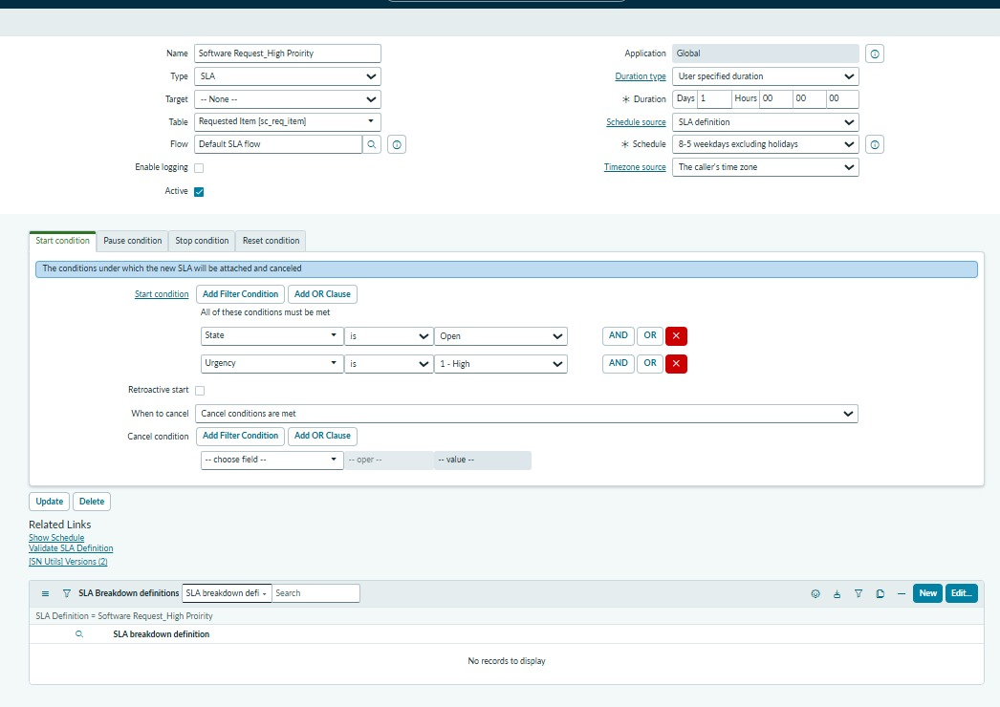 Name Software Request_High Proirity
Application Global
Type SLA
Duration type User specified duration
Target -- None --
Duration Days 1 Hours 00 00 00
Table Requested Item [sc_req_item]
Schedule source SLA definition
Flow Default SLA flow
Schedule 8-5 weekdays excluding holidays
Enable logging
Timezone source The caller's time zone
Active
Start condition Pause condition Stop condition Reset condition
The conditions under which the new SLA will be attached and canceled
Start condition Add Filter Condition Add OR Clause
All of these conditions must be met
State is Open AND OR
Urgency is 1 - High AND OR
Retroactive start
When to cancel Cancel conditions are met
Cancel condition Add Filter Condition Add OR Clause
-- choose field -- -- oper -- -- value --
Update Delete
Related Links
Show Schedule
Validate SLA Definition
[SN Utils] Versions (2)
SLA Breakdown definitions SLA breakdown defi Search New Edit...
SLA Definition = Software Request_High Proirity
SLA breakdown definition
No records to display